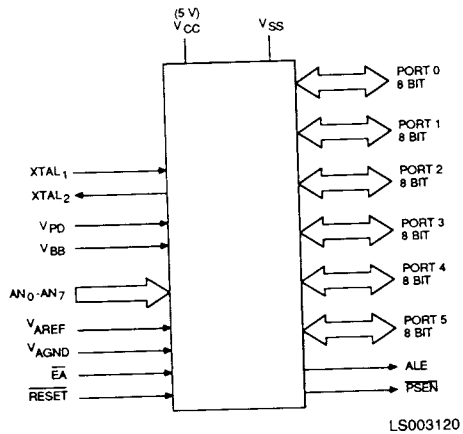 (5 V)
VCC
VSS
XTAL1
XTAL2
VPD
VBB
AN0-AN7
VAREF
VAGND
EA
RESET
PORT 0
8 BIT
PORT 1
8 BIT
PORT 2
8 BIT
PORT 3
8 BIT
PORT 4
8 BIT
PORT 5
8 BIT
ALE
PSEN
LS003120